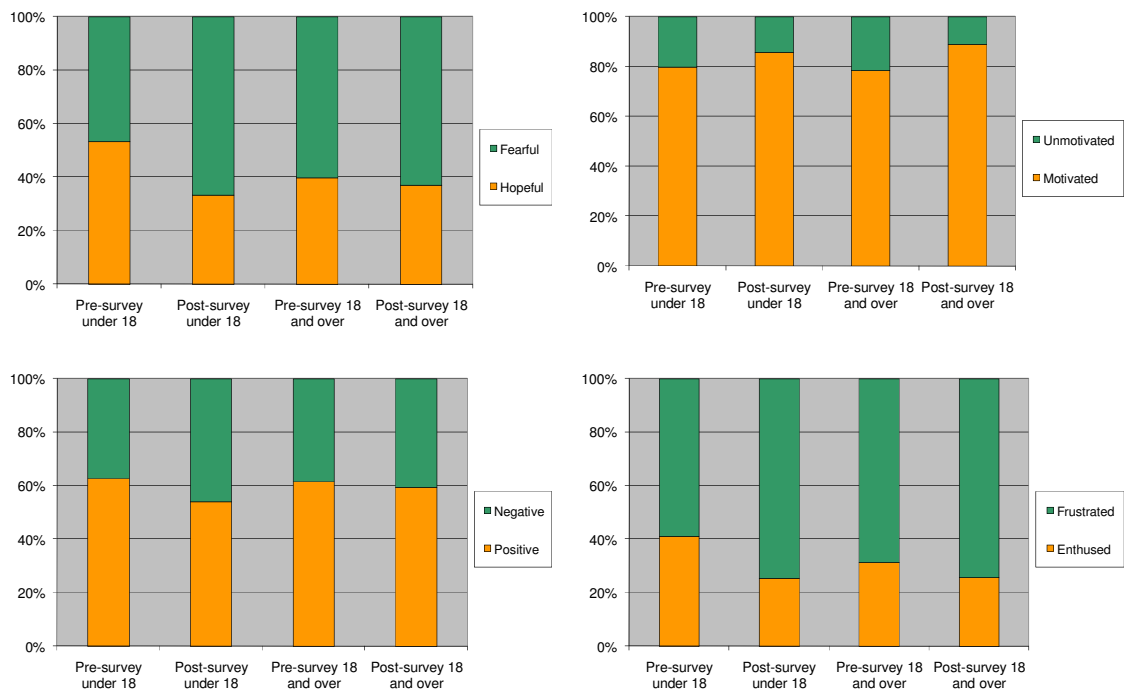 100%
80%
60%
40%
20%
0%
Pre-survey
under 18
Post-survey
under 18
Pre-survey 18
and over
Post-survey 18
and over
Fearful
Hopeful
100%
80%
60%
40%
20%
0%
Pre-survey
under 18
Post-survey
under 18
Pre-survey 18
and over
Post-survey 18
and over
Unmotivated
Motivated
100%
80%
60%
40%
20%
0%
Pre-survey
under 18
Post-survey
under 18
Pre-survey 18
and over
Post-survey 18
and over
Negative
Positive
100%
80%
60%
40%
20%
0%
Pre-survey
under 18
Post-survey
under 18
Pre-survey 18
and over
Post-survey 18
and over
Frustrated
Enthused